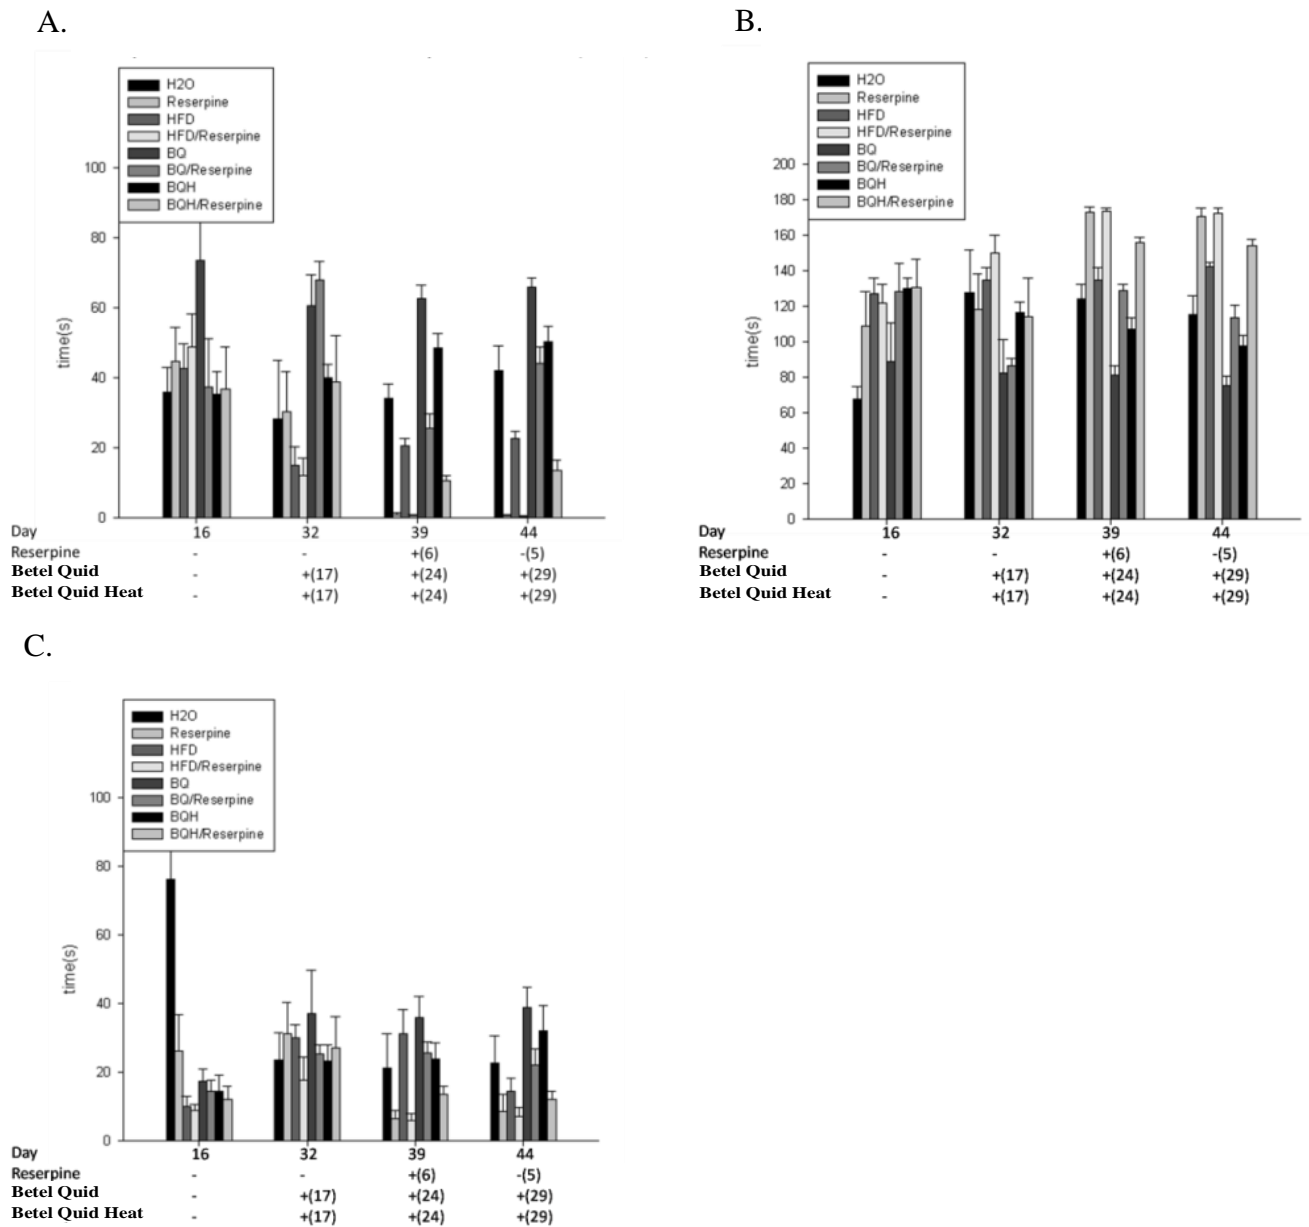 A.
H2O
Reserpine
HFD
HFD/Reserpine
BQ
BQ/Reserpine
BQH
BQH/Reserpine
100
80
60
40
20
0
time(s)
Day 16 32 39 44
Reserpine - - +(6) -(5)
Betel Quid - +(17) +(24) +(29)
Betel Quid Heat - +(17) +(24) +(29)
B.
H2O
Reserpine
HFD
HFD/Reserpine
BQ
BQ/Reserpine
BQH
BQH/Reserpine
200
180
160
140
120
100
80
60
40
20
0
time(s)
Day 16 32 39 44
Reserpine - - +(6) -(5)
Betel Quid - +(17) +(24) +(29)
Betel Quid Heat - +(17) +(24) +(29)
C.
H2O
Reserpine
HFD
HFD/Reserpine
BQ
BQ/Reserpine
BQH
BQH/Reserpine
100
80
60
40
20
0
time(s)
Day 16 32 39 44
Reserpine - - +(6) -(5)
Betel Quid - +(17) +(24) +(29)
Betel Quid Heat - +(17) +(24) +(29)